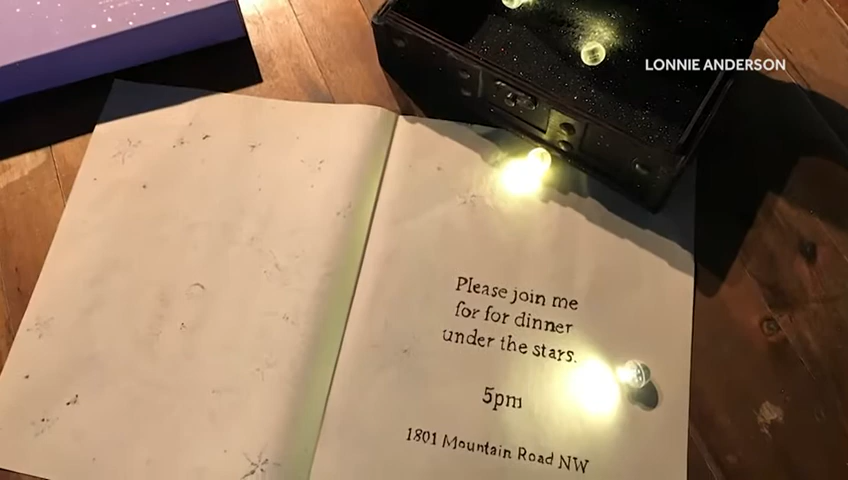 LONNIE ANDERSON
Please join me
for for dinner
under the stars.
5pm
1801 Mountain Road NW